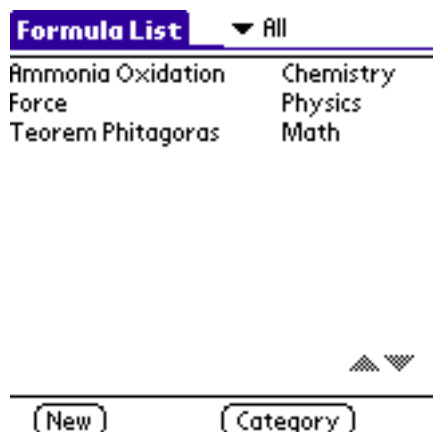 Formula List All
Ammonia Oxidation Chemistry
Force Physics
Teorem Phitagoras Math
New Category